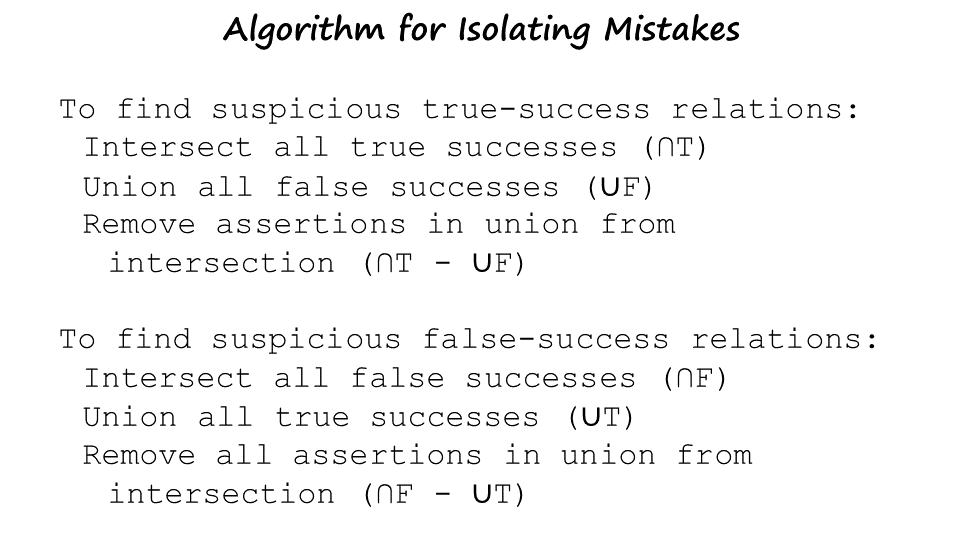 Algorithm for Isolating Mistakes
To find suspicious true-success relations:
Intersect all true successes (∩T)
Union all false successes (∪F)
Remove assertions in union from
intersection (∩T - ∪F)
To find suspicious false-success relations:
Intersect all false successes (∩F)
Union all true successes (∪T)
Remove all assertions in union from
intersection (∩F - ∪T)